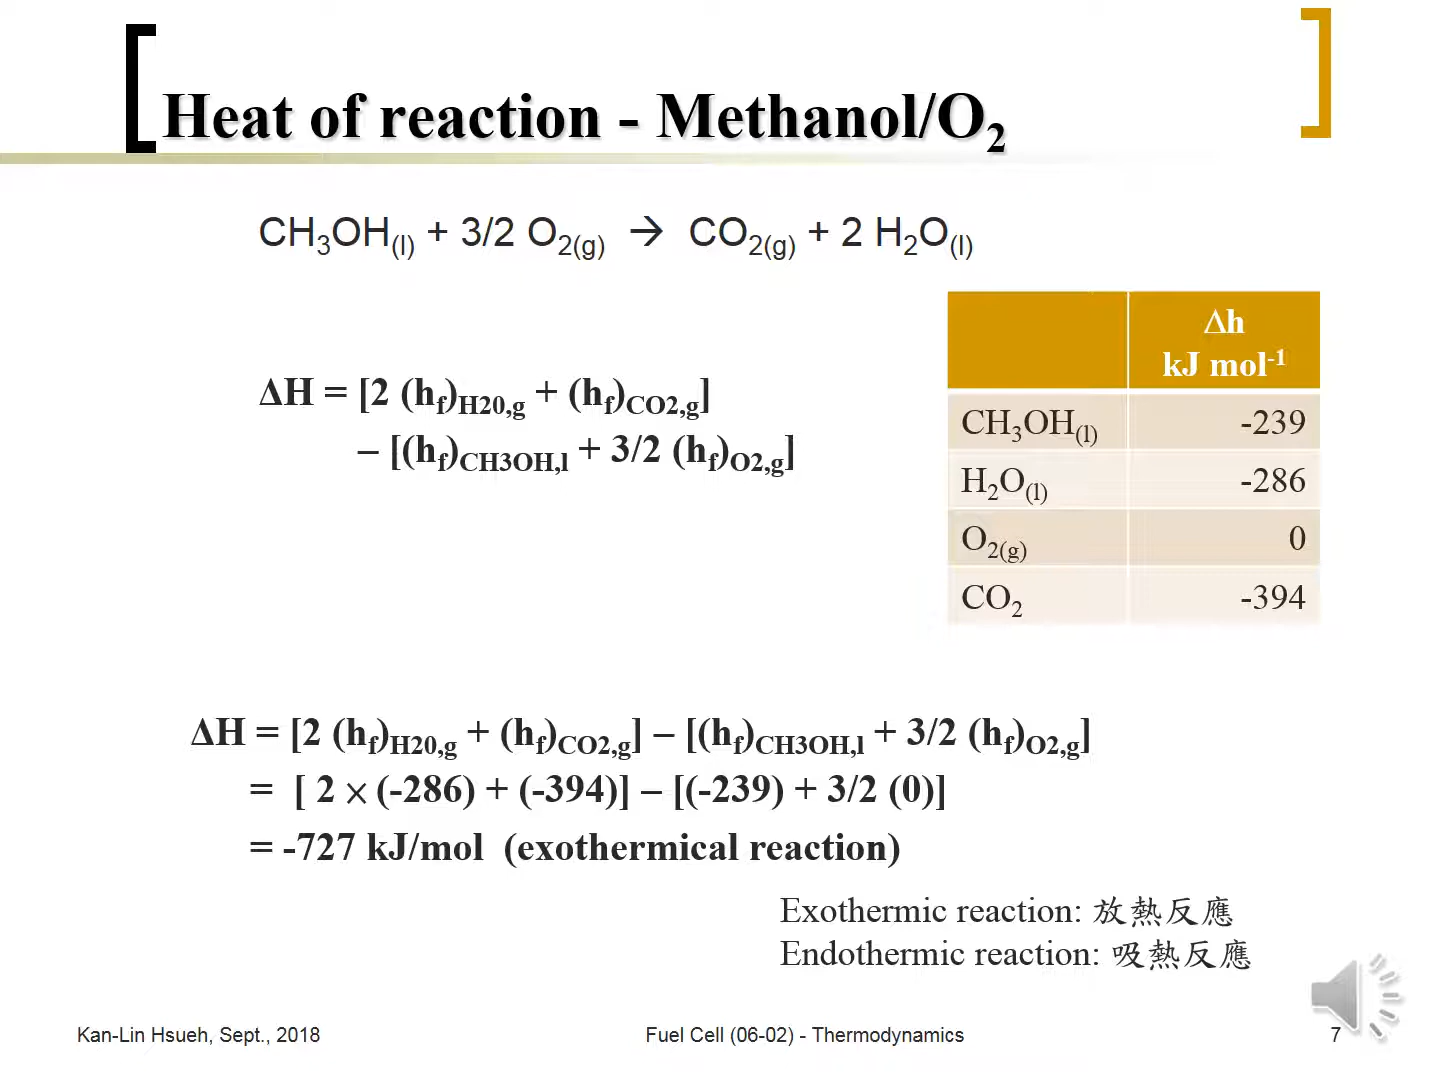 Heat of reaction - Methanol/O₂
CH₃OH₍ₗ₎ + 3/2 O₂₍g₎ → CO₂₍g₎ + 2 H₂O₍ₗ₎
ΔH = [2 (hf)H20,g + (hf)CO2,g]
– [(hf)CH3OH,l + 3/2 (hf)O2,g]
Δh
kJ mol⁻¹
CH₃OH₍ₗ₎ -239
H₂O₍ₗ₎ -286
O₂₍g₎ 0
CO₂ -394
ΔH = [2 (hf)H20,g + (hf)CO2,g] – [(hf)CH3OH,l + 3/2 (hf)O2,g]
= [ 2 × (-286) + (-394)] – [(-239) + 3/2 (0)]
= -727 kJ/mol (exothermical reaction)
Exothermic reaction: 放熱反應
Endothermic reaction: 吸熱反應
Kan-Lin Hsueh, Sept., 2018 Fuel Cell (06-02) - Thermodynamics 7